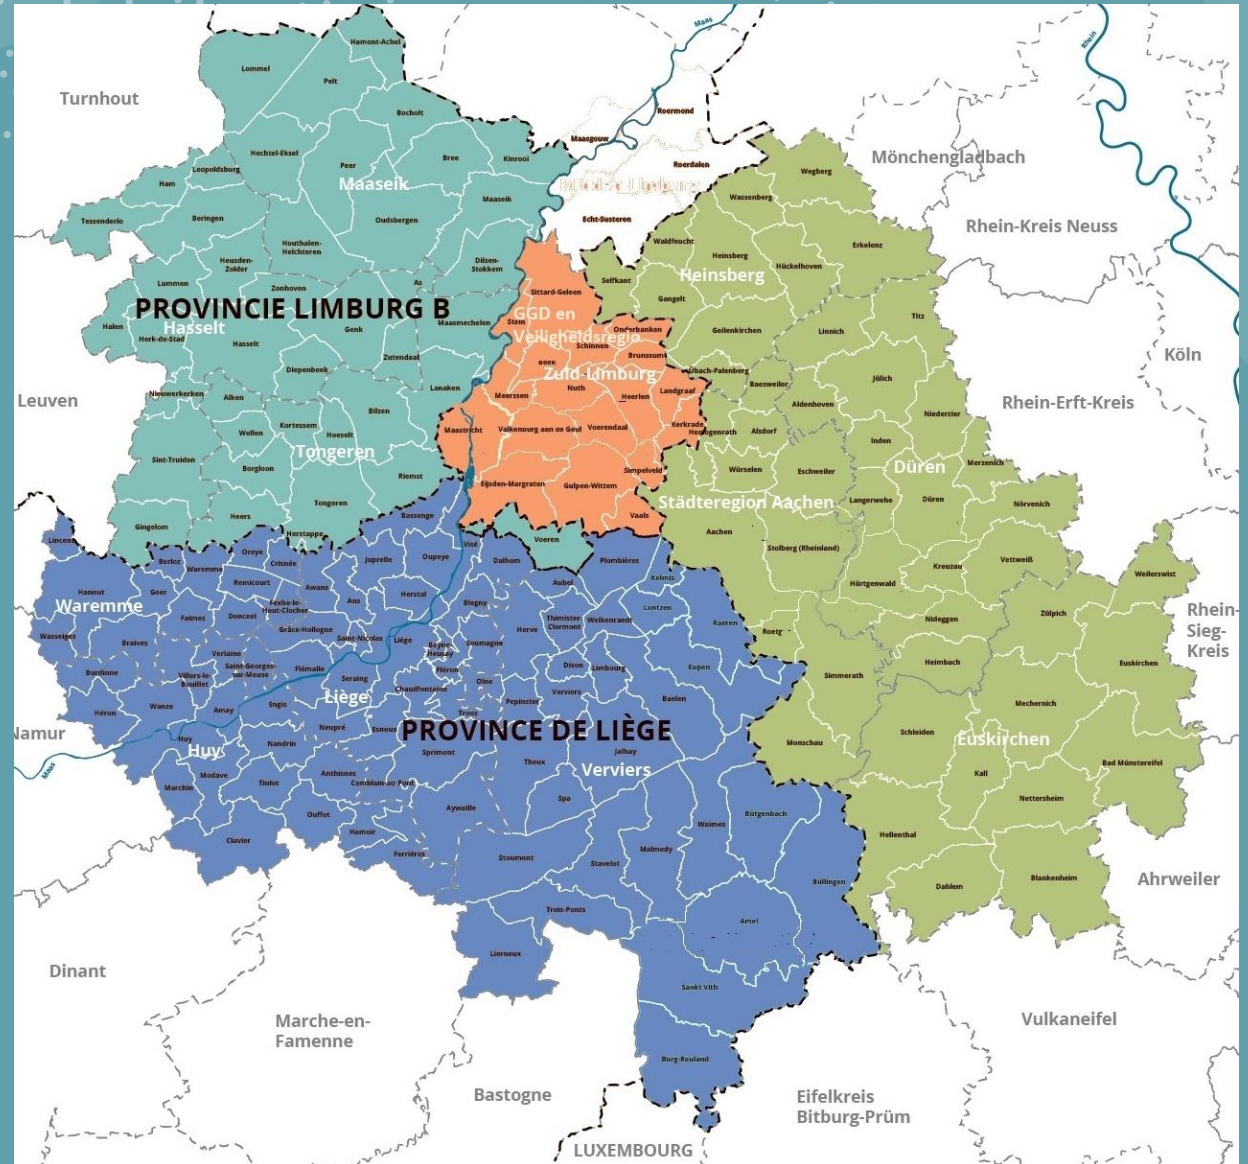 Maas
Rhein
Hamont-Achel
Lommel
Pelt
Turnhout
Bocholt
Roermond
Maasgouw
Hechtel-Eksel
Peer
Bree
Kinrooi
Mönchengladbach
Leopoldsburg
Roerdalen
Wegberg
Ham
Maaseik
Maaseik
Wassenberg
Tessenderlo
Beringen
Oudsbergen
Echt-Susteren
Rhein-Kreis Neuss
Houthalen-
Helchteren
Waldfeucht
Erkelenz
Heusden-
Zolder
Dilsen-
Stokkem
Heinsberg
Hückelhoven
Heinsberg
Lummen
Zonhoven
As
Selfkant
Sittard-Geleen
Gangelt
PROVINCIE LIMBURG B
GGD en
Veiligheidsregio
Zuid-Limburg
Titz
Halen
Hasselt
Genk
Maasmechelen
Stein
Onderbanken
Geilenkirchen
Linnich
Herk-de-Stad
Hasselt
Schinnen
Köln
Zutendaal
Beek
Brunssum
Diepenbeek
Übach-Palenberg
Baesweiler
Jülich
Nieuwerkerken
Alken
Lanaken
Meerssen
Nuth
Heerlen
Landgraaf
Leuven
Aldenhoven
Rhein-Erft-Kreis
Bilzen
Niederzier
Wellen
Kortessem
Hoeselt
Maastricht
Valkenburg aan de Geul
Voerendaal
Kerkrade
Herzogenrath
Alsdorf
Inden
Tongeren
Sint-Truiden
Borgloon
Riemst
Simpelveld
Würselen
Eschweiler
Düren
Merzenich
Eijsden-Margraten
Gulpen-Wittem
Städteregion Aachen
Langerwehe
Düren
Nörvenich
Tongeren
Heers
Bassenge
Vaals
Gingelom
Herstappe
Voeren
Aachen
Stolberg (Rheinland)
Lincent
Visé
Berloz
Waremme
Oreye
Crisnée
Juprelle
Oupeye
Dalhem
Plombières
Kreuzau
Vettweiß
Weilerswist
Kelmis
Hannut
Geer
Remicourt
Awans
Ans
Herstal
Aubel
Hürtgenwald
Waremme
Fexhe-le-
Haut-Clocher
Blegny
Lontzen
Rhein-
Sieg-
Kreis
Faimes
Donceel
Thimister
Clermont
Welkenraedt
Raeren
Nideggen
Zülpich
Wasseiges
Braives
Grâce-Hollogne
Saint-Nicolas
Liège
Beyne-
Heusay
Soumagne
Herve
Roetg
Verlaine
Heimbach
Euskirchen
Burdinne
Villers-le-
Bouillet
Saint-Georges-
sur-Meuse
Flémalle
Seraing
Fléron
Dison
Limbourg
Eupen
Simmerath
Chaudfontaine
Olne
Liège
Verviers
Pepinster
Baelen
Héron
Wanze
Amay
Engis
Trooz
Mechernich
Namur
Huy
Huy
Neupré
Esneux
PROVINCE DE LIÈGE
Monschau
Schleiden
Euskirchen
Nandrin
Sprimont
Jalhay
Maas
Modave
Tinlot
Anthisnes
Comblain-au Pont
Theux
Verviers
Kall
Bad Münstereifel
Marchin
Spa
Nettersheim
Ouffet
Aywaille
Waimes
Bütgenbach
Hamoir
Hellenthal
Clavier
Ferrières
Stoumont
Stavelot
Malmedy
Büllingen
Dahlem
Blankenheim
Ahrweiler
Trois-Ponts
Amel
Lierneux
Dinant
Sankt Vith
Marche-en-
Famenne
Vulkaneifel
Burg-Reuland
Bastogne
Eifelkreis
Bitburg-Prüm
LUXEMBOURG